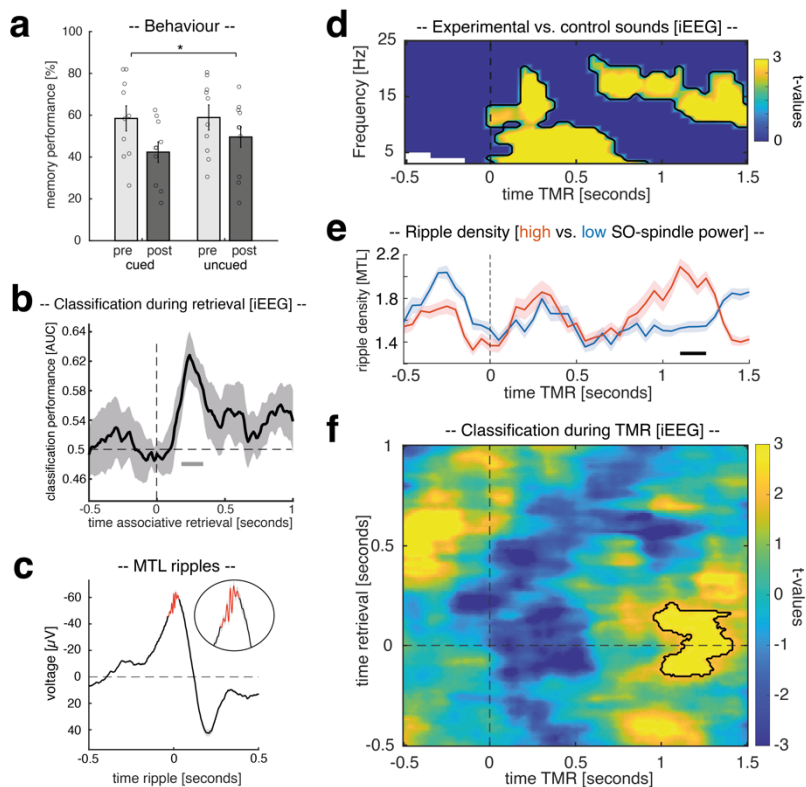 a
-- Behaviour --
*
memory performance [%]
100
80
60
40
20
0
pre post pre post
cued uncued
b
-- Classification during retrieval [iEEG] --
classification performance [AUC]
0.64
0.62
0.58
0.54
0.5
0.46
-0.5 0 0.5 1
time associative retrieval [seconds]
c
-- MTL ripples --
voltage [µV]
-60
-40
-20
0
20
40
-0.5 0 0.5
time ripple [seconds]
d
-- Experimental vs. control sounds [iEEG] --
Frequency [Hz]
25
15
5
-0.5 0 0.5 1 1.5
time TMR [seconds]
3
0
t-values
e
-- Ripple density [high vs. low SO-spindle power] --
ripple density [MTL]
2.2
1.8
1.4
-0.5 0 0.5 1 1.5
time TMR [seconds]
f
-- Classification during TMR [iEEG] --
time retrieval [seconds]
1
0.5
0
-0.5
-0.5 0 0.5 1 1.5
time TMR [seconds]
3
2
1
0
-1
-2
-3
t-values